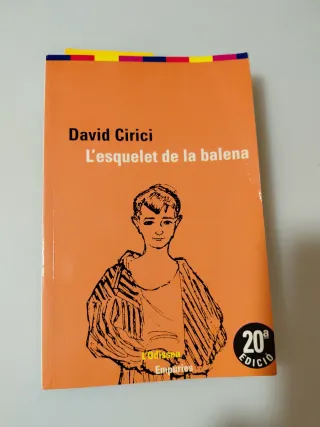 David Cirici
L'esquelet de la balena
L'Odissea
Empúries
20ª
EDICIÓ